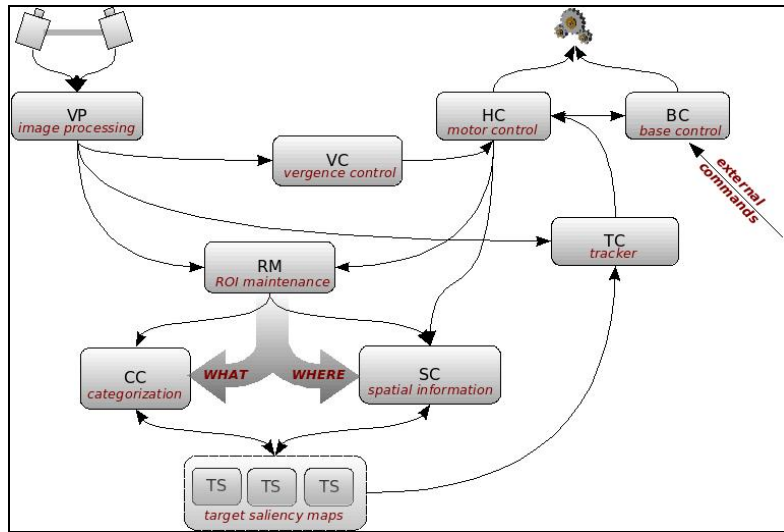 VP
image processing
HC
motor control
BC
base control
VC
vergence control
external
commands
TC
tracker
RM
ROI maintenance
WHAT
WHERE
CC
categorization
SC
spatial information
TS TS TS
target saliency maps